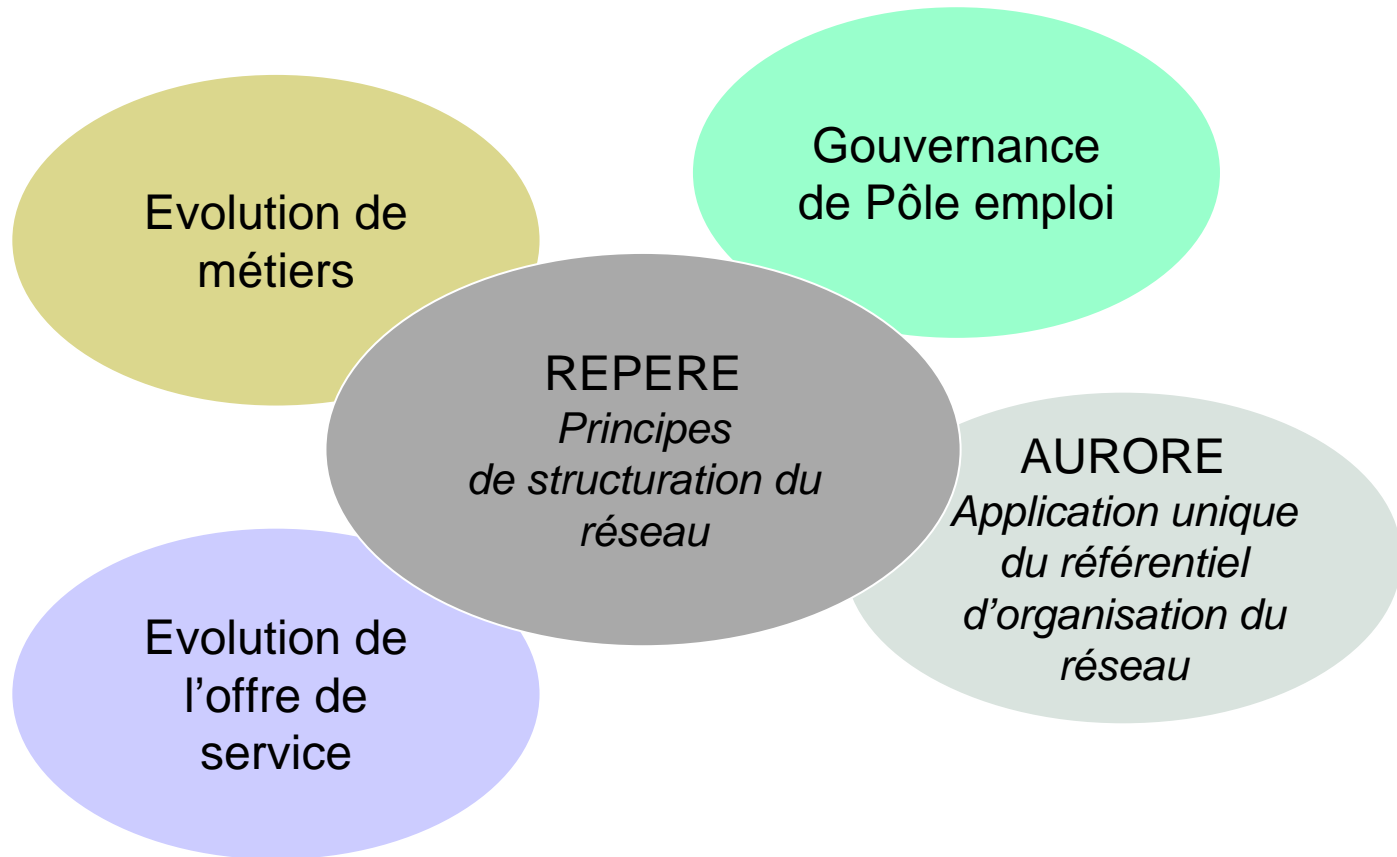 Evolution de
métiers
Gouvernance
de Pôle emploi
REPERE
Principes
de structuration du
réseau
AURORE
Application unique
du référentiel
d’organisation du
réseau
Evolution de
l’offre de
service